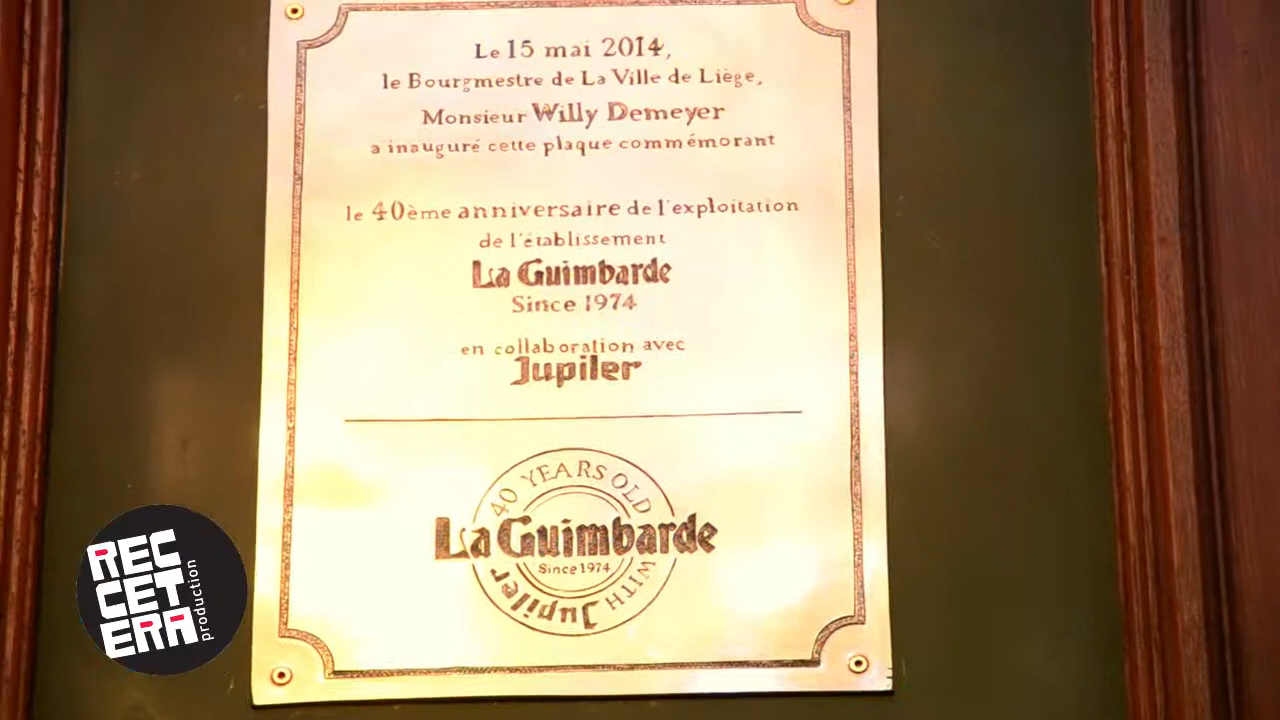 Le 15 mai 2014,
le Bourgmestre de La Ville de Liège,
Monsieur Willy Demeyer
a inauguré cette plaque commémorant
le 40ème anniversaire de l'exploitation
de l'établissement
La Guimbarde
Since 1974
en collaboration avec
Jupiler
40 YEARS OLD
La Guimbarde
Since 1974
WITH Jupiler
REC
CET
ERA
production